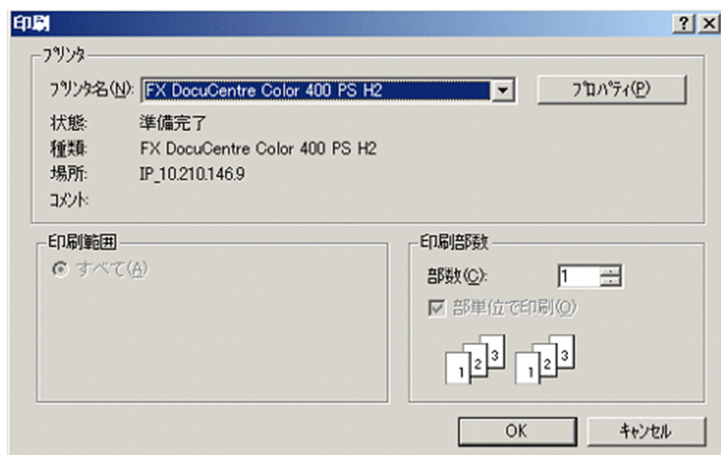 印刷
プリンタ
プリンタ名(N): FX DocuCentre Color 400 PS H2 プロパティ(P)
状態: 準備完了
種類: FX DocuCentre Color 400 PS H2
場所: IP_10.210.146.9
コメント:
印刷範囲
すべて(A)
印刷部数
部数(C): 1
部単位で印刷(O)
1 2 3 1 2 3
OK キャンセル